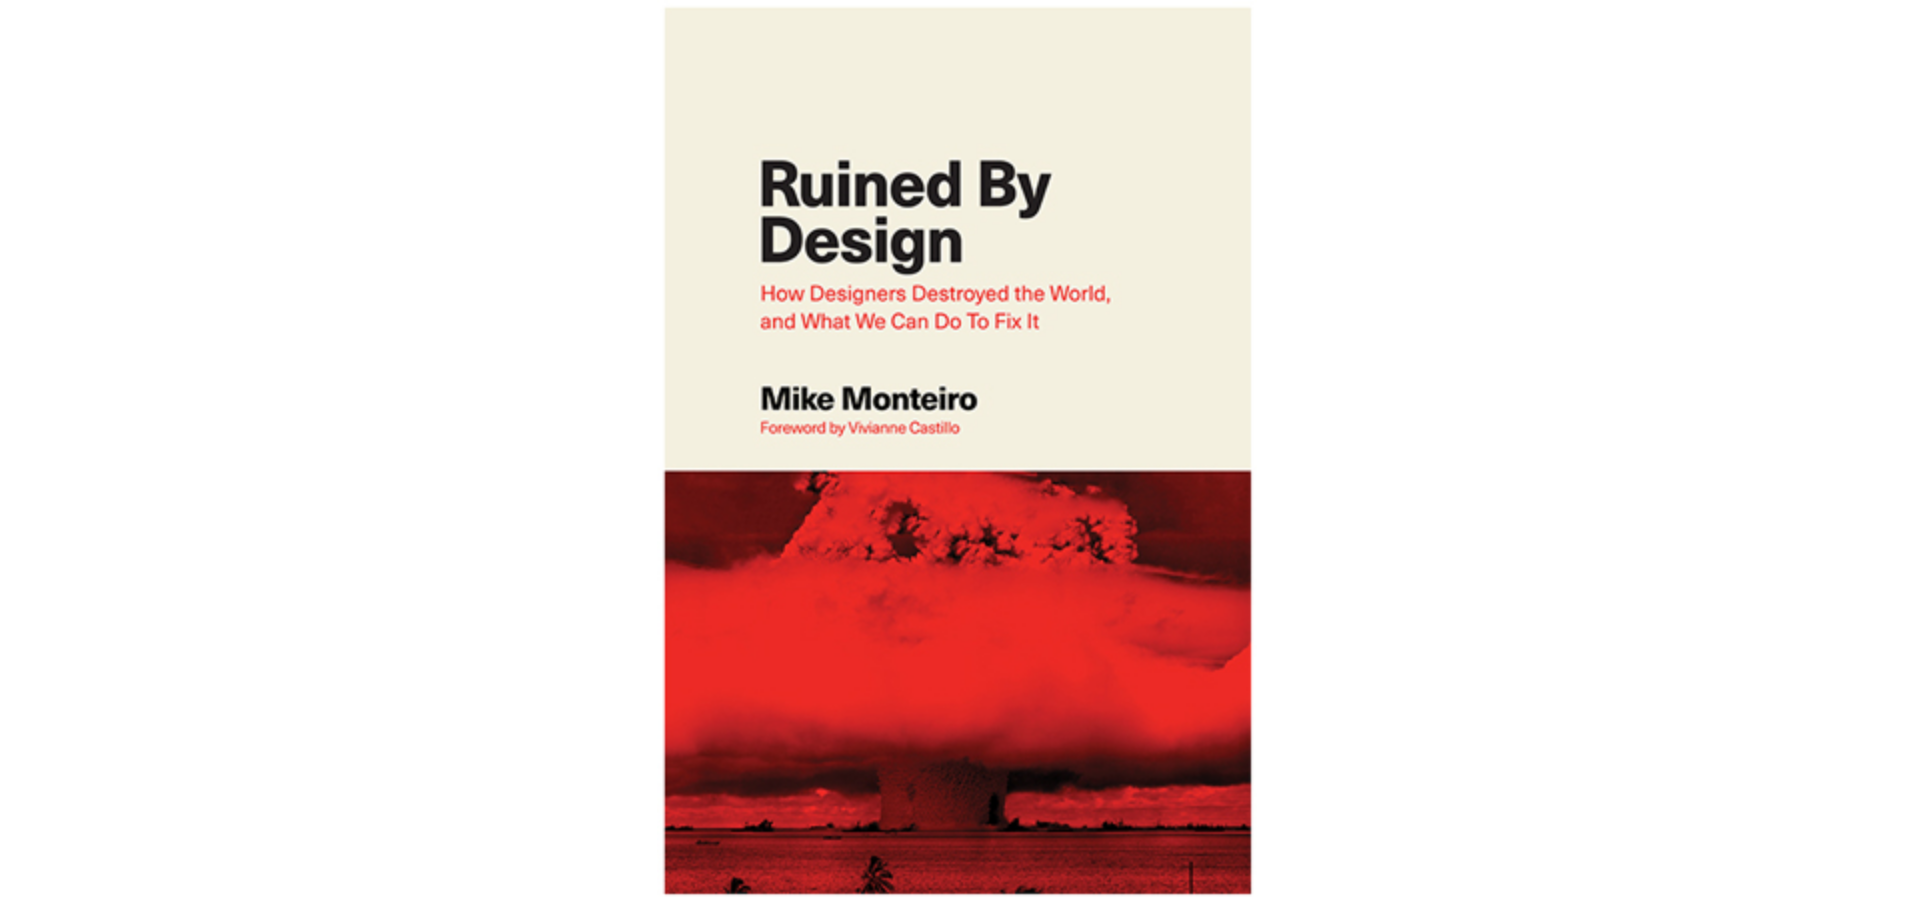 Ruined By
Design
How Designers Destroyed the World,
and What We Can Do To Fix It
Mike Monteiro
Foreword by Vivianne Castillo